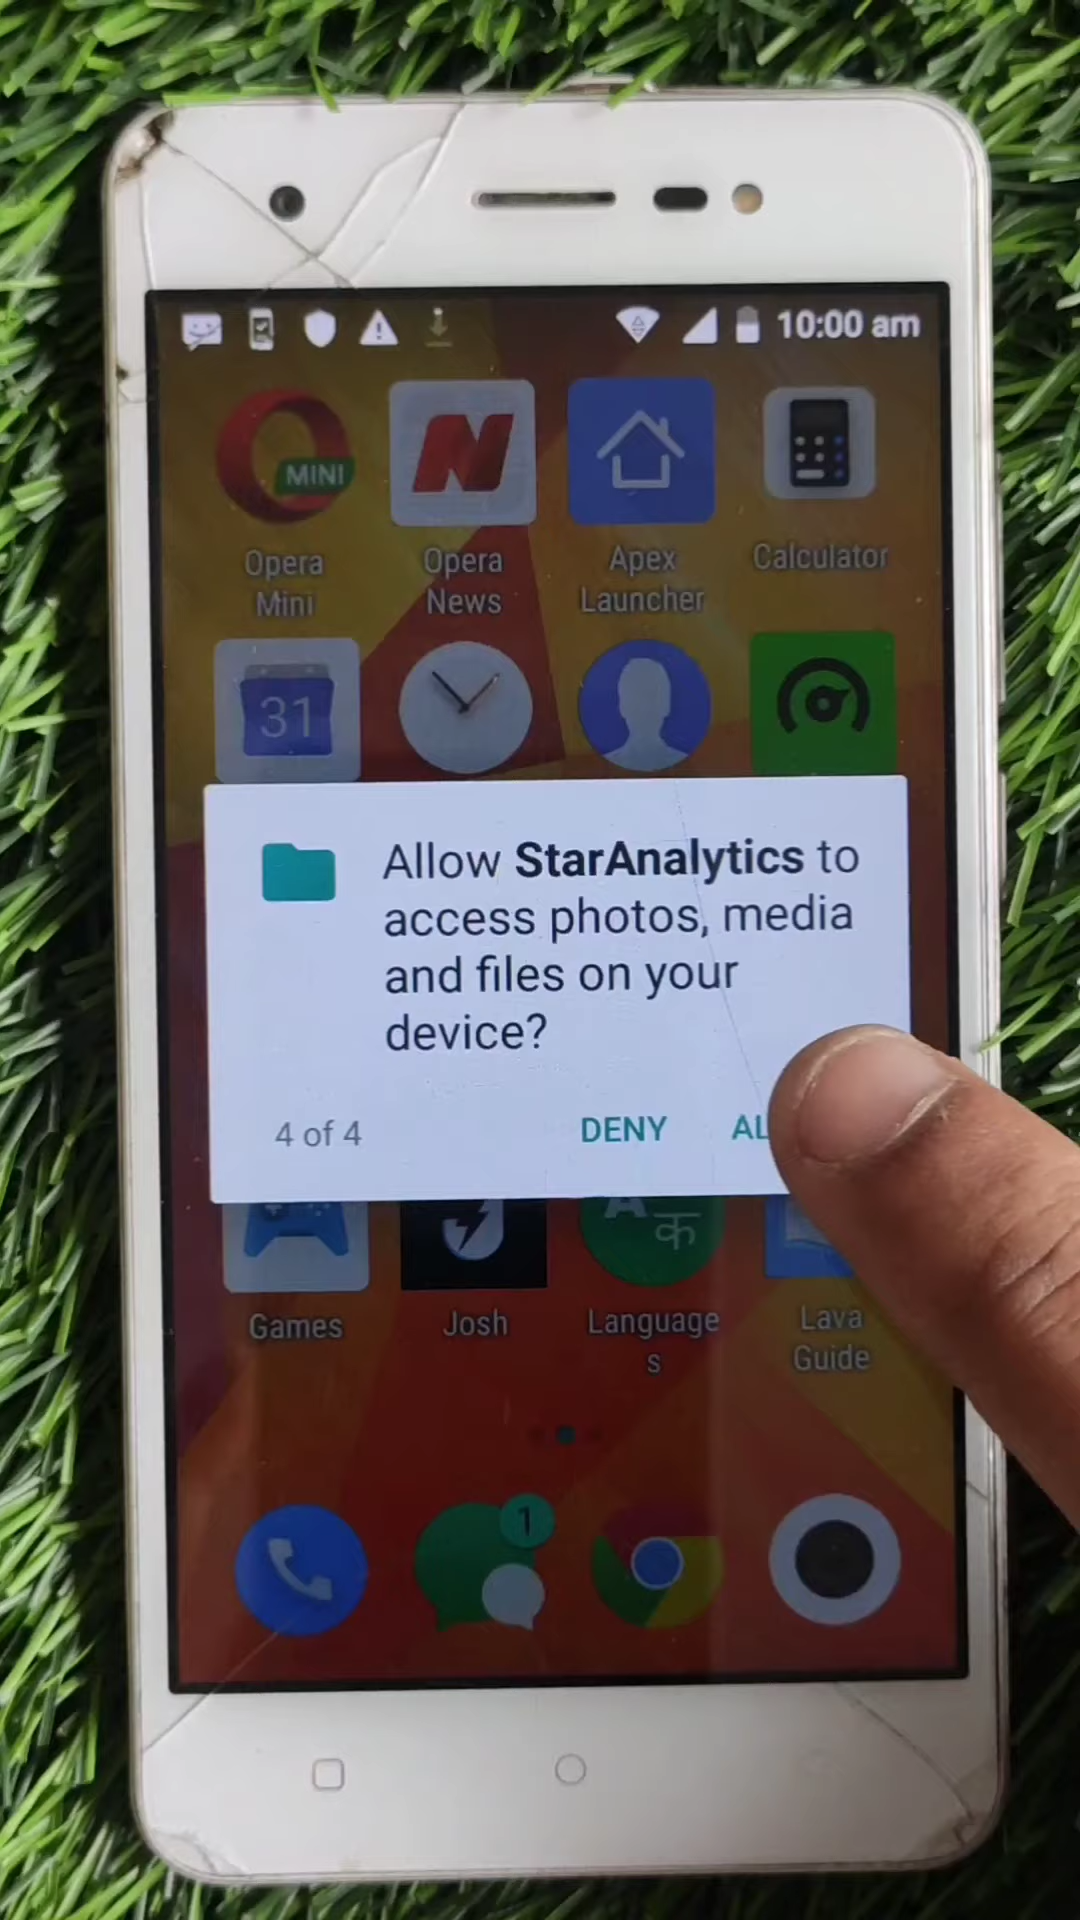 10:00 am
MINI
N
Opera
Mini
Opera
News
Apex
Launcher
Calculator
31
Allow StarAnalytics to
access photos, media
and files on your
device?
4 of 4
DENY
AL
A
क
Games
Josh
Language
s
Lava
Guide
1